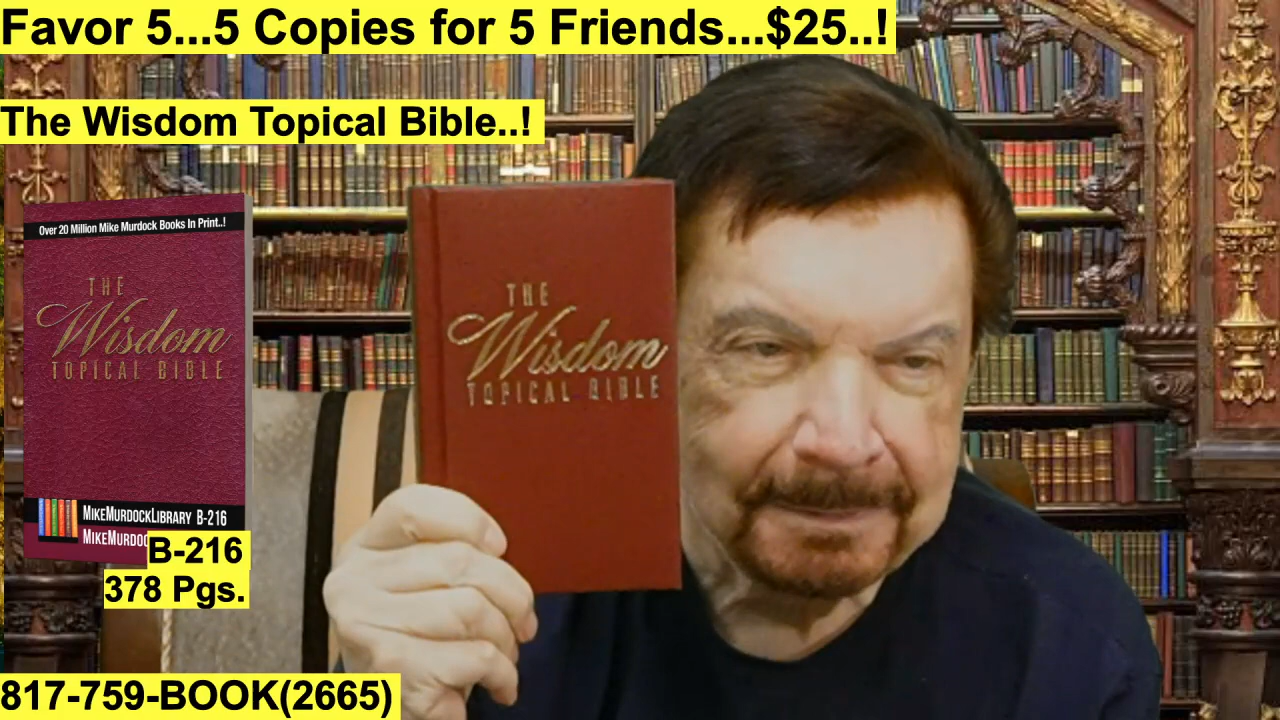 Favor 5...5 Copies for 5 Friends...$25..!
The Wisdom Topical Bible..!
Over 20 Million Mike Murdock Books In Print..!
THE
Wisdom
TOPICAL BIBLE
THE
Wisdom
TOPICAL BIBLE
MIKEMURDOCKLIBRARY B-216
B-216
378 Pgs.
817-759-BOOK(2665)